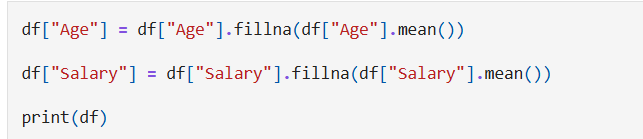 df["Age"] = df["Age"].fillna(df["Age"].mean())
df["Salary"] = df["Salary"].fillna(df["Salary"].mean())
print(df)